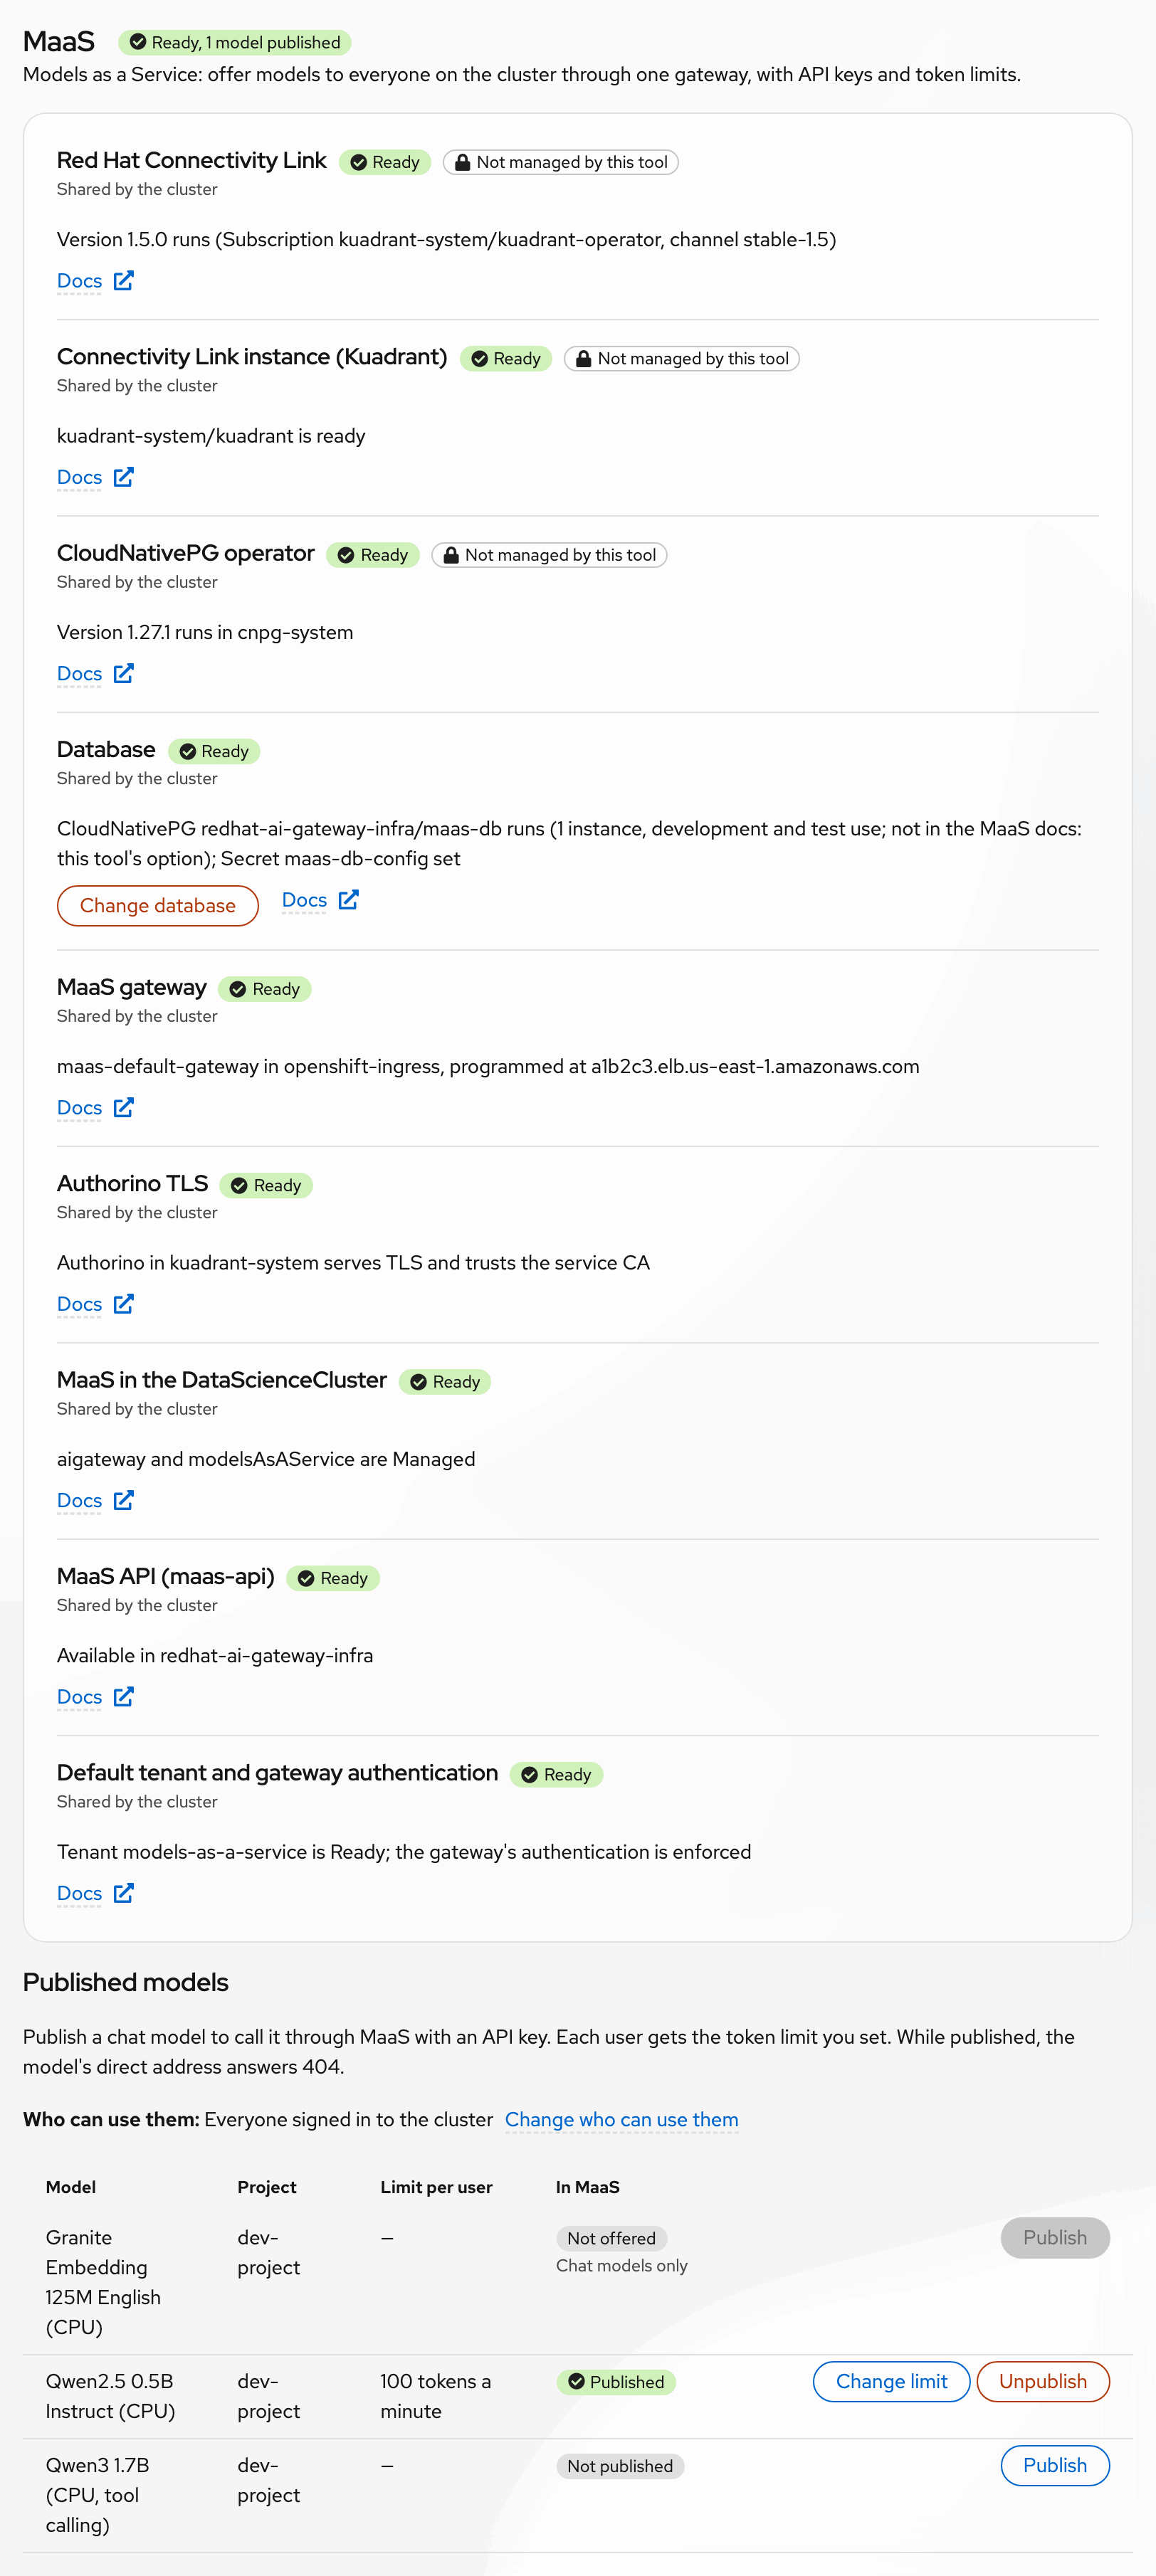 MaaS Ready, 1 model published
Models as a Service: offer models to everyone on the cluster through one gateway, with API keys and token limits.
Red Hat Connectivity Link Ready Not managed by this tool
Shared by the cluster
Version 1.5.0 runs (Subscription kuadrant-system/kuadrant-operator, channel stable-1.5)
Docs
Connectivity Link instance (Kuadrant) Ready Not managed by this tool
Shared by the cluster
kuadrant-system/kuadrant is ready
Docs
CloudNativePG operator Ready Not managed by this tool
Shared by the cluster
Version 1.27.1 runs in cnpg-system
Docs
Database Ready
Shared by the cluster
CloudNativePG redhat-ai-gateway-infra/maas-db runs (1 instance, development and test use; not in the MaaS docs:
this tool's option); Secret maas-db-config set
Change database Docs
MaaS gateway Ready
Shared by the cluster
maas-default-gateway in openshift-ingress, programmed at a1b2c3.elb.us-east-1.amazonaws.com
Docs
Authorino TLS Ready
Shared by the cluster
Authorino in kuadrant-system serves TLS and trusts the service CA
Docs
MaaS in the DataScienceCluster Ready
Shared by the cluster
aigateway and modelsAsAService are Managed
Docs
MaaS API (maas-api) Ready
Shared by the cluster
Available in redhat-ai-gateway-infra
Docs
Default tenant and gateway authentication Ready
Shared by the cluster
Tenant models-as-a-service is Ready; the gateway's authentication is enforced
Docs
Published models
Publish a chat model to call it through MaaS with an API key. Each user gets the token limit you set. While published, the
model's direct address answers 404.
Who can use them: Everyone signed in to the cluster Change who can use them
Model Project Limit per user In MaaS
Granite dev- – Not offered Publish
Embedding project Chat models only
125M English
(CPU)
Qwen2.5 0.5B dev- 100 tokens a Published Change limit Unpublish
Instruct (CPU) project minute
Qwen3 1.7B dev- – Not published Publish
(CPU, tool project
calling)